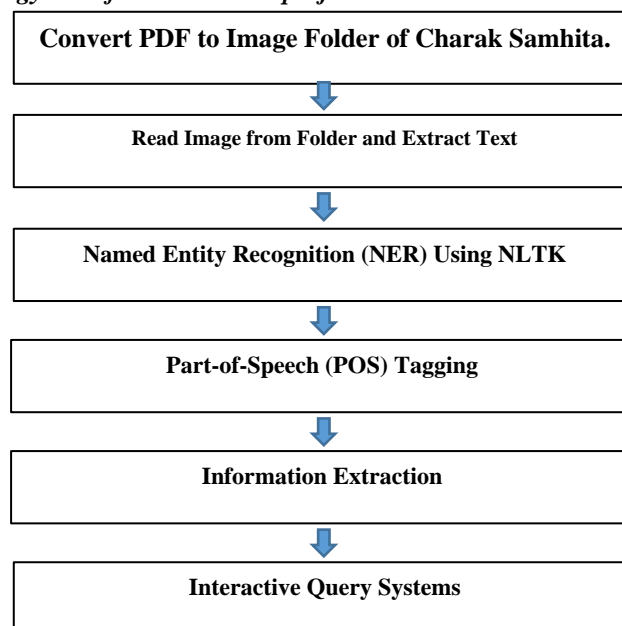 Convert PDF to Image Folder of Charak Samhita.
Read Image from Folder and Extract Text
Named Entity Recognition (NER) Using NLTK
Part-of-Speech (POS) Tagging
Information Extraction
Interactive Query Systems